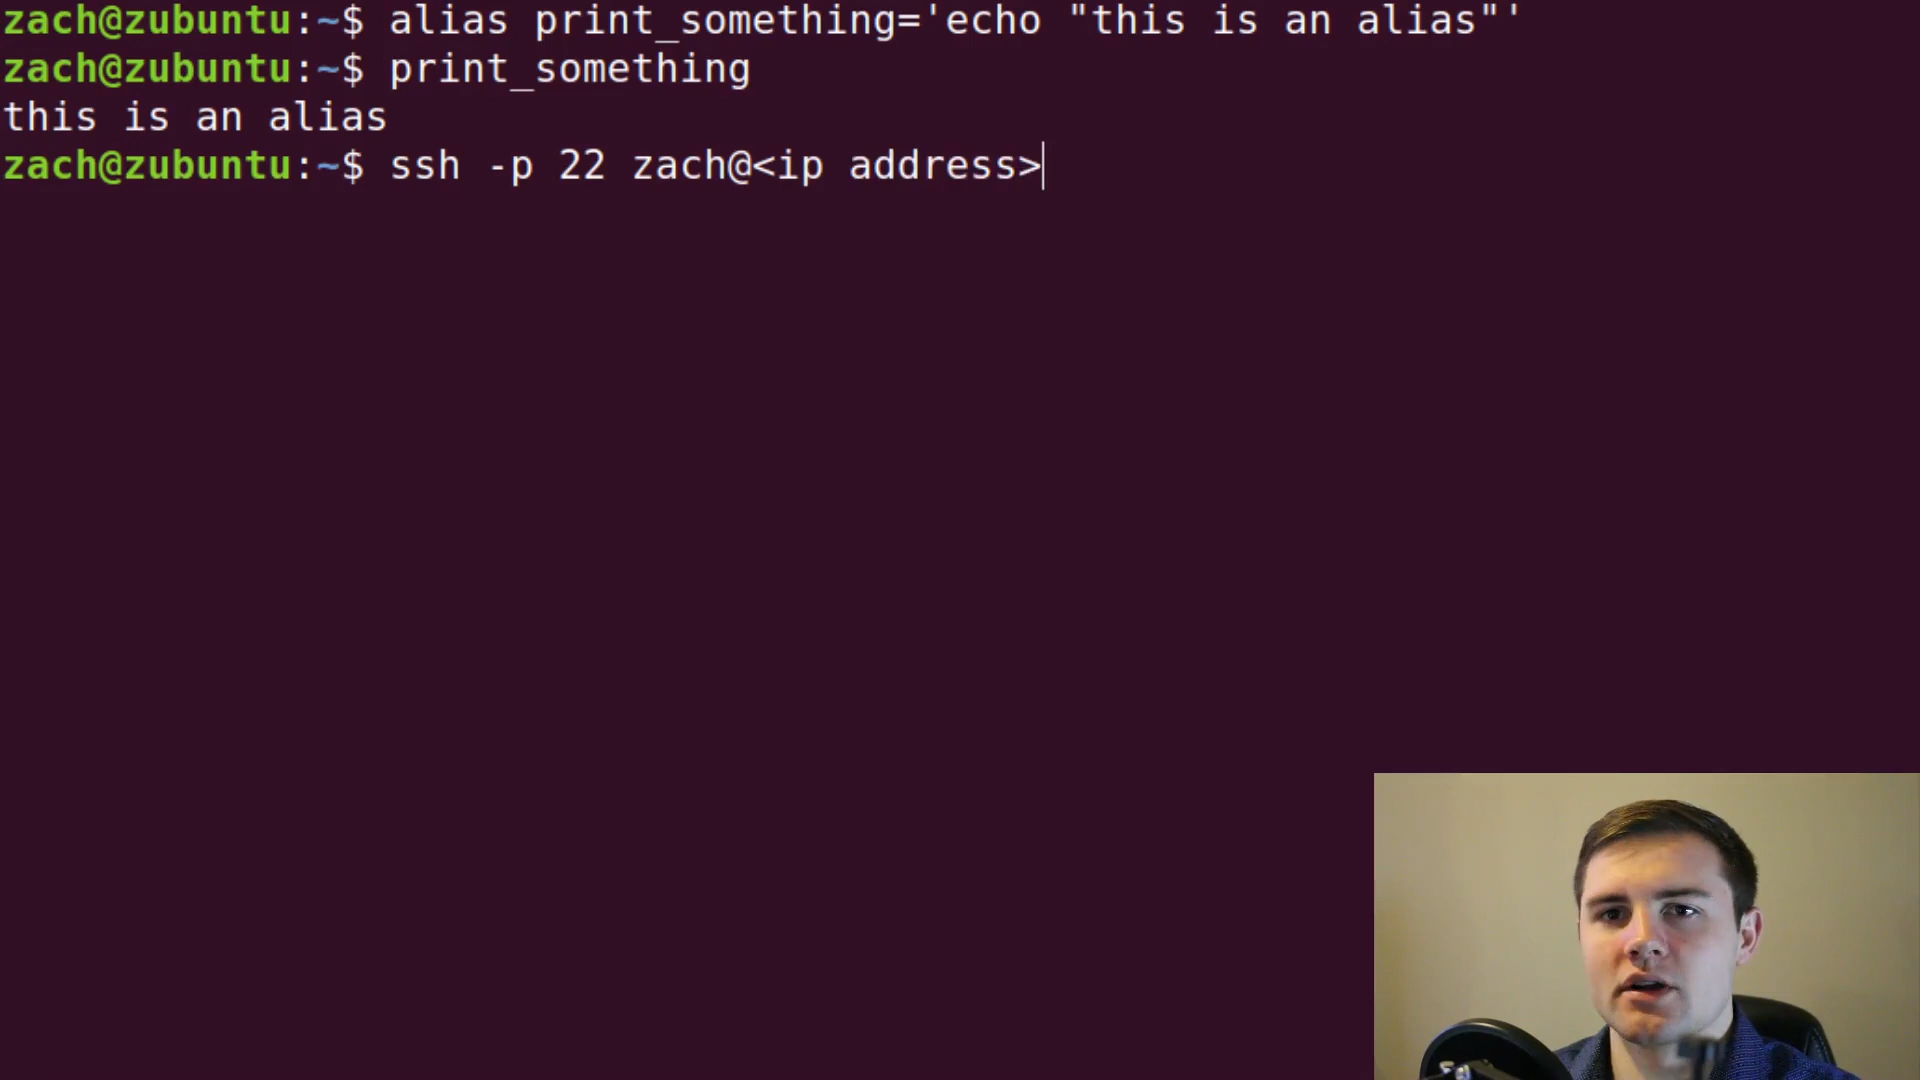 zach@zubuntu:~$ alias print_something='echo "this is an alias"'
zach@zubuntu:~$ print_something
this is an alias
zach@zubuntu:~$ ssh -p 22 zach@<ip address>